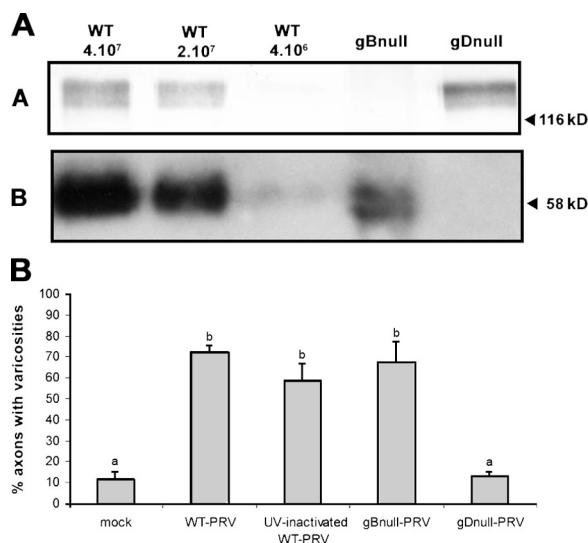 A
WT WT WT gBnull gDnull
4.10⁷ 2.10⁷ 4.10⁶
A
◄ 116 kD
B
◄ 58 kD
B
% axons with varicosities
100
90
80
70
60
50
40
30
20
10
0
a
b
b
b
a
mock WT-PRV UV-inactivated gBnull-PRV gDnull-PRV
WT-PRV